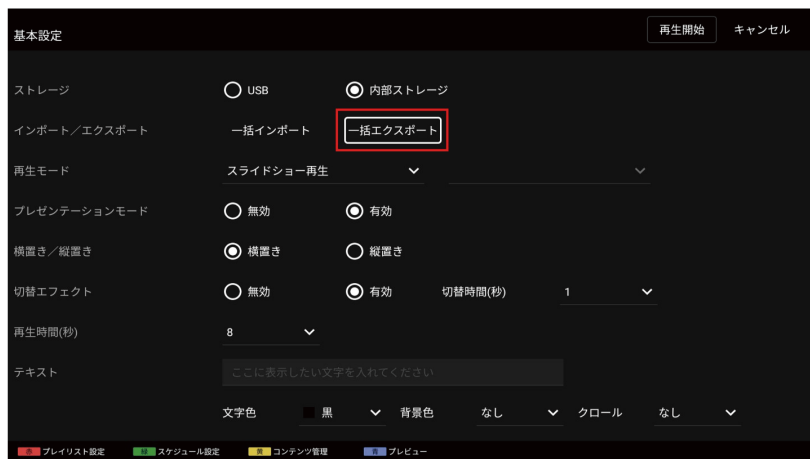 基本設定 再生開始 キャンセル
ストレージ USB 内部ストレージ
インポート／エクスポート 一括インポート 一括エクスポート
再生モード スライドショー再生
プレゼンテーションモード 無効 有効
横置き／縦置き 横置き 縦置き
切替エフェクト 無効 有効 切替時間(秒) 1
再生時間(秒) 8
テキスト ここに表示したい文字を入れてください
文字色 黒 背景色 なし クロール なし
赤 プレイリスト設定 緑 スケジュール設定 黄 コンテンツ管理 青 プレビュー